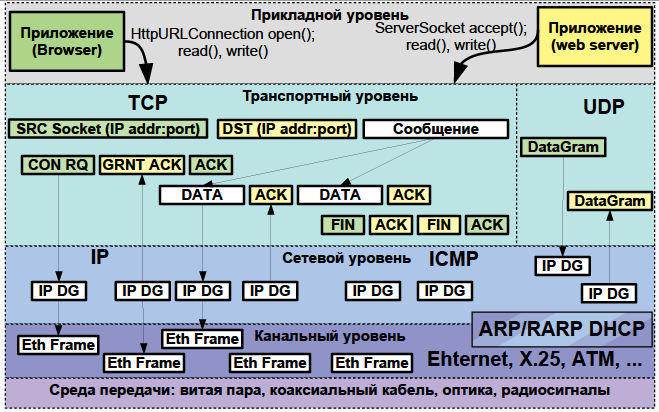 Прикладной уровень
Приложение
(Browser)
HttpURLConnection open();
read(), write()
ServerSocket accept();
read(), write()
Приложение
(web server)
TCP
Транспортный уровень
UDP
SRC Socket (IP addr:port)
DST (IP addr:port)
Сообщение
DataGram
CON RQ
GRNT ACK
ACK
DATA
ACK
DATA
ACK
DataGram
FIN
ACK
FIN
ACK
IP
Сетевой уровень
ICMP
IP DG
IP DG
IP DG
IP DG
IP DG
IP DG
IP DG
IP DG
ARP/RARP DHCP
Eth Frame
Eth Frame
Канальный уровень
Eth Frame
Eth Frame
Eth Frame
Ehternet, X.25, ATM, ...
Среда передачи: витая пара, коаксиальный кабель, оптика, радиосигналы